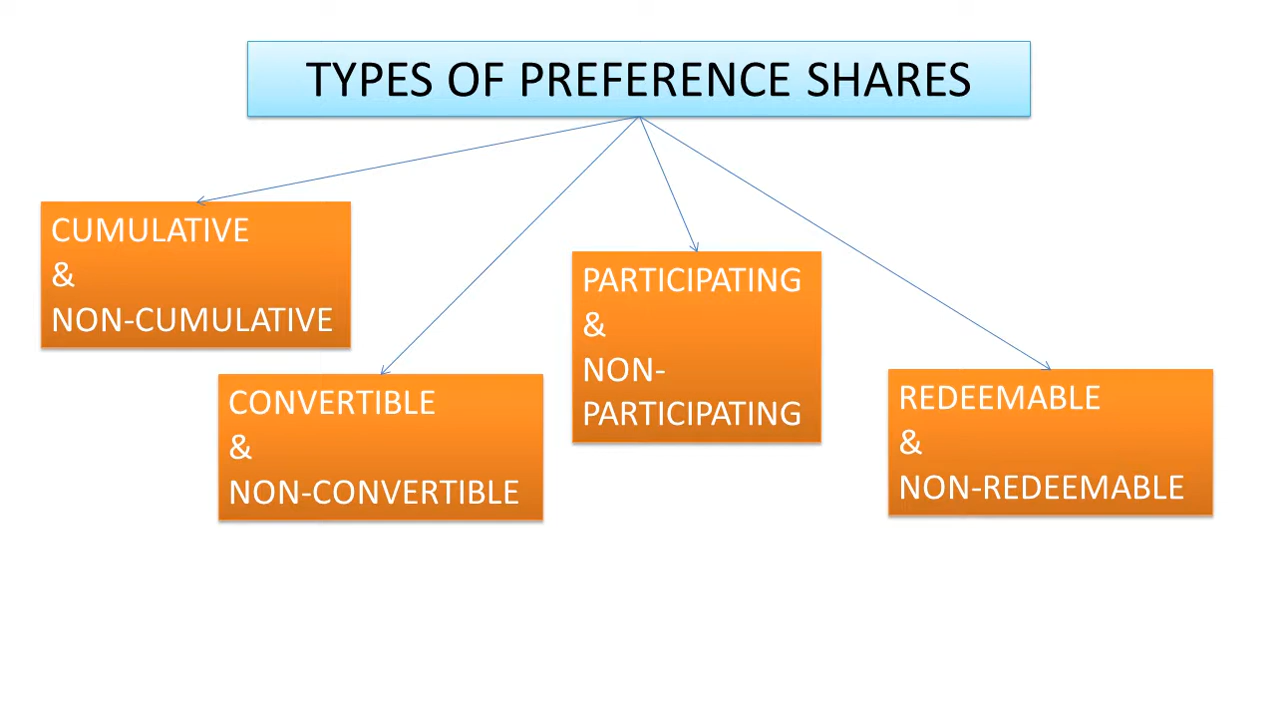 TYPES OF PREFERENCE SHARES
CUMULATIVE
&
NON-CUMULATIVE
CONVERTIBLE
&
NON-CONVERTIBLE
PARTICIPATING
&
NON-
PARTICIPATING
REDEEMABLE
&
NON-REDEEMABLE